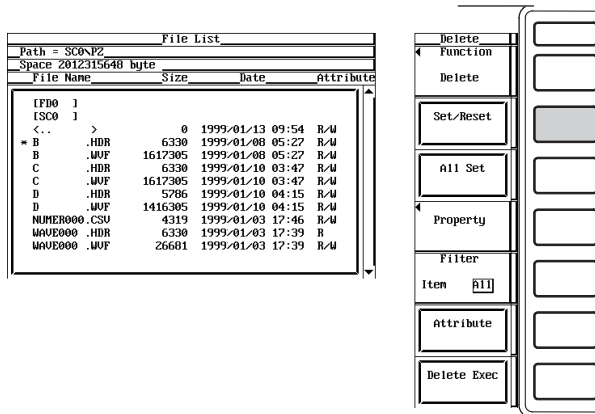 File List
Path = SC0\PZ
Space 2012315648 byte
File Name Size Date Attribute
[FD0 ]
[SC0 ]
<.. > 0 1999/01/13 09:54 R/W
* B .HDR 6330 1999/01/08 05:27 R/W
B .WVF 1617305 1999/01/08 05:27 R/W
C .HDR 6330 1999/01/10 03:47 R/W
C .WVF 1617305 1999/01/10 03:47 R/W
D .HDR 5786 1999/01/10 04:15 R/W
D .WVF 1416305 1999/01/10 04:15 R/W
NUMER000.CSV 4319 1999/01/03 17:46 R/W
WAVE000 .HDR 6330 1999/01/03 17:39 R
WAVE000 .WVF 26681 1999/01/03 17:39 R/W
Delete
Function
Delete
Set/Reset
All Set
Property
Filter
Item All
Attribute
Delete Exec